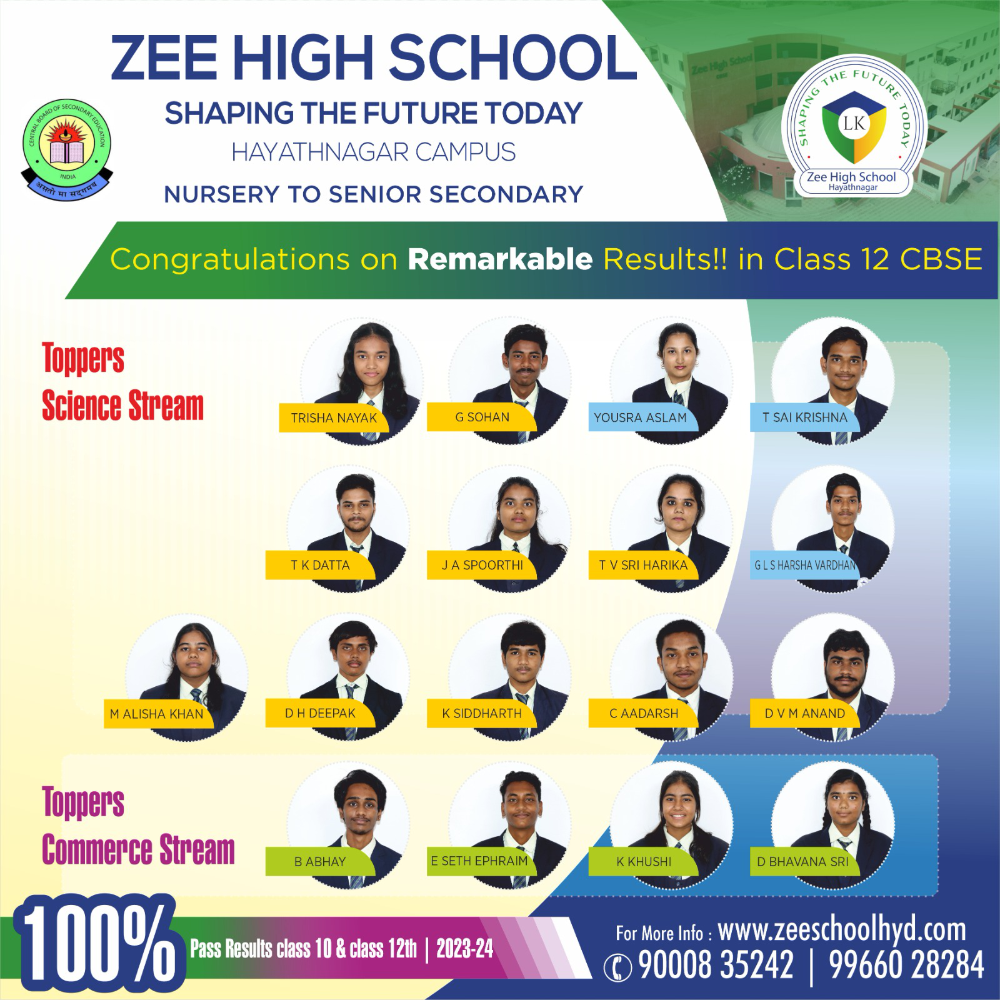 ZEE HIGH SCHOOL
SHAPING THE FUTURE TODAY
HAYATHNAGAR CAMPUS
NURSERY TO SENIOR SECONDARY
CENTRAL BOARD OF SECONDARY EDUCATION
INDIA
असतो मा सद्गमय
Zee High School
CBSE
SHAPING THE FUTURE TODAY
LK
Zee High School
Hayathnagar
Congratulations on Remarkable Results!! in Class 12 CBSE
Toppers
Science Stream
TRISHA NAYAK
G SOHAN
YOUSRA ASLAM
T SAI KRISHNA
T K DATTA
J A SPOORTHI
T V SRI HARIKA
G L S HARSHA VARDHAN
M ALISHA KHAN
D H DEEPAK
K SIDDHARTH
C AADARSH
D V M ANAND
Toppers
Commerce Stream
B ABHAY
E SETH EPHRAIM
K KHUSHI
D BHAVANA SRI
100%
Pass Results class 10 & class 12th | 2023-24
For More Info : www.zeeschoolhyd.com
90008 35242 | 99660 28284